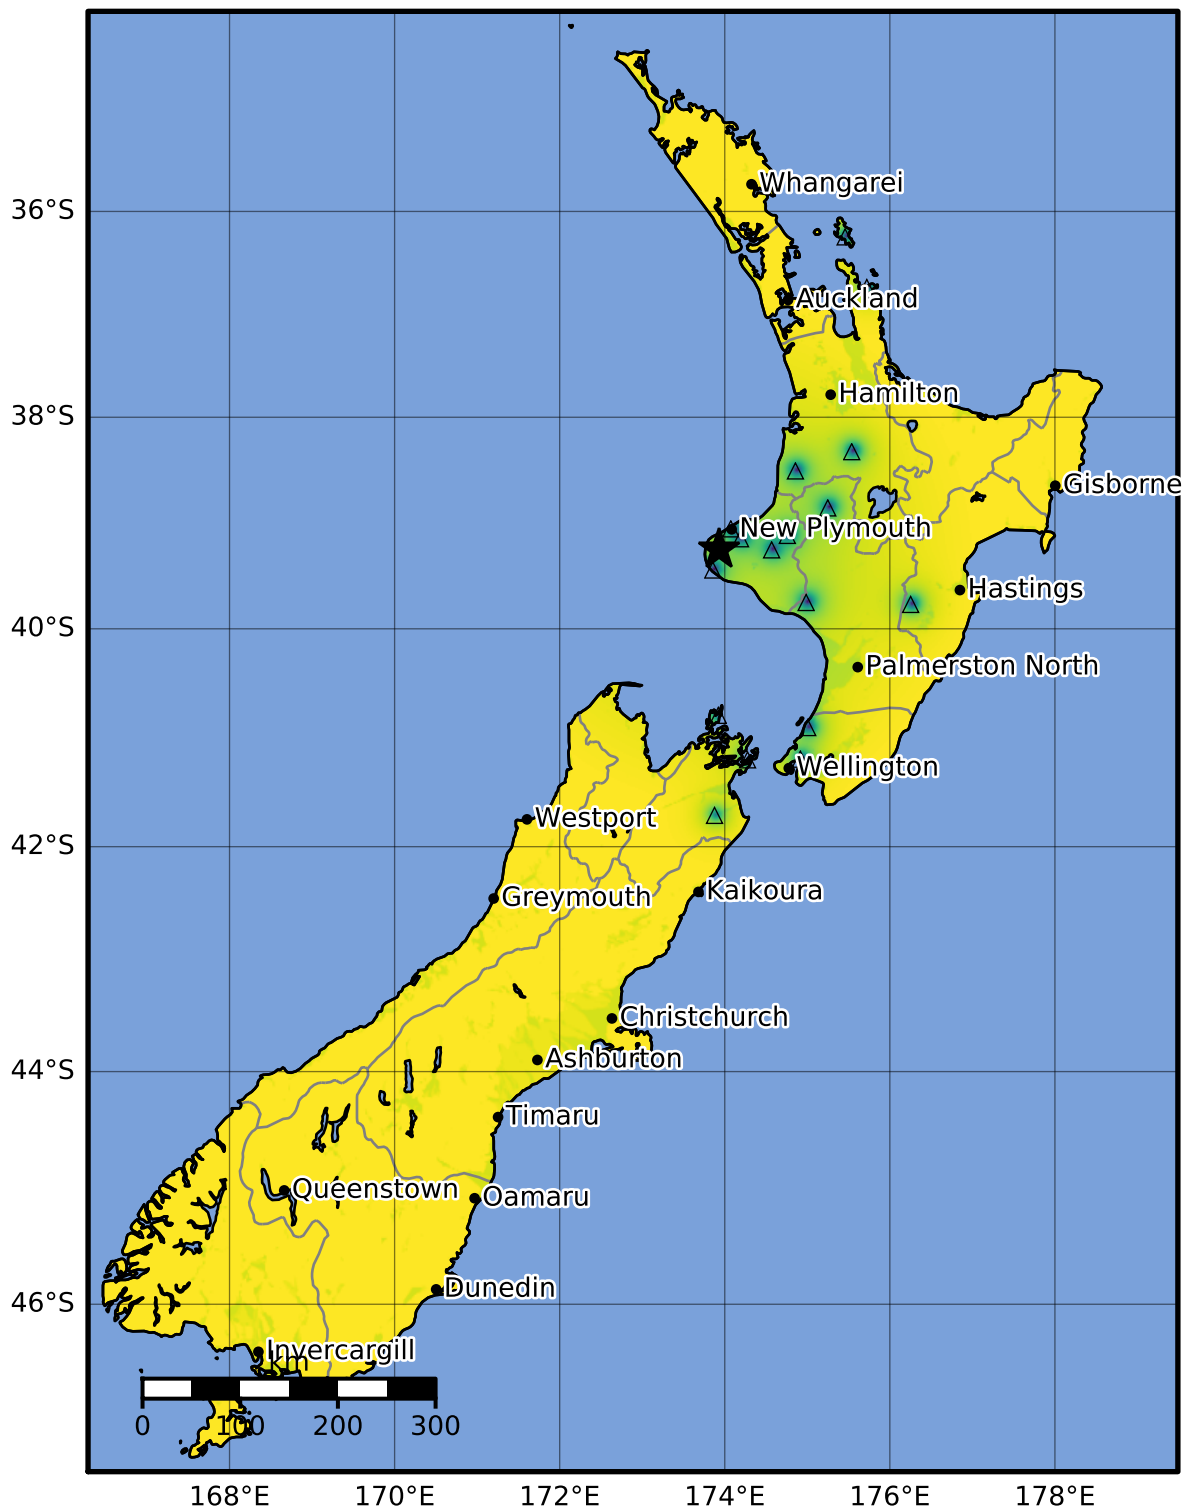 Whangarei
36°S
Auckland
Hamilton
38°S
Gisborne
New Plymouth
Hastings
40°S
Palmerston North
Wellington
Westport
42°S
Kaikoura
Greymouth
Christchurch
Ashburton
44°S
Timaru
Queenstown
Oamaru
Dunedin
46°S
Invercargill
km
0 100 200 300
168°E 170°E 172°E 174°E 176°E 178°E